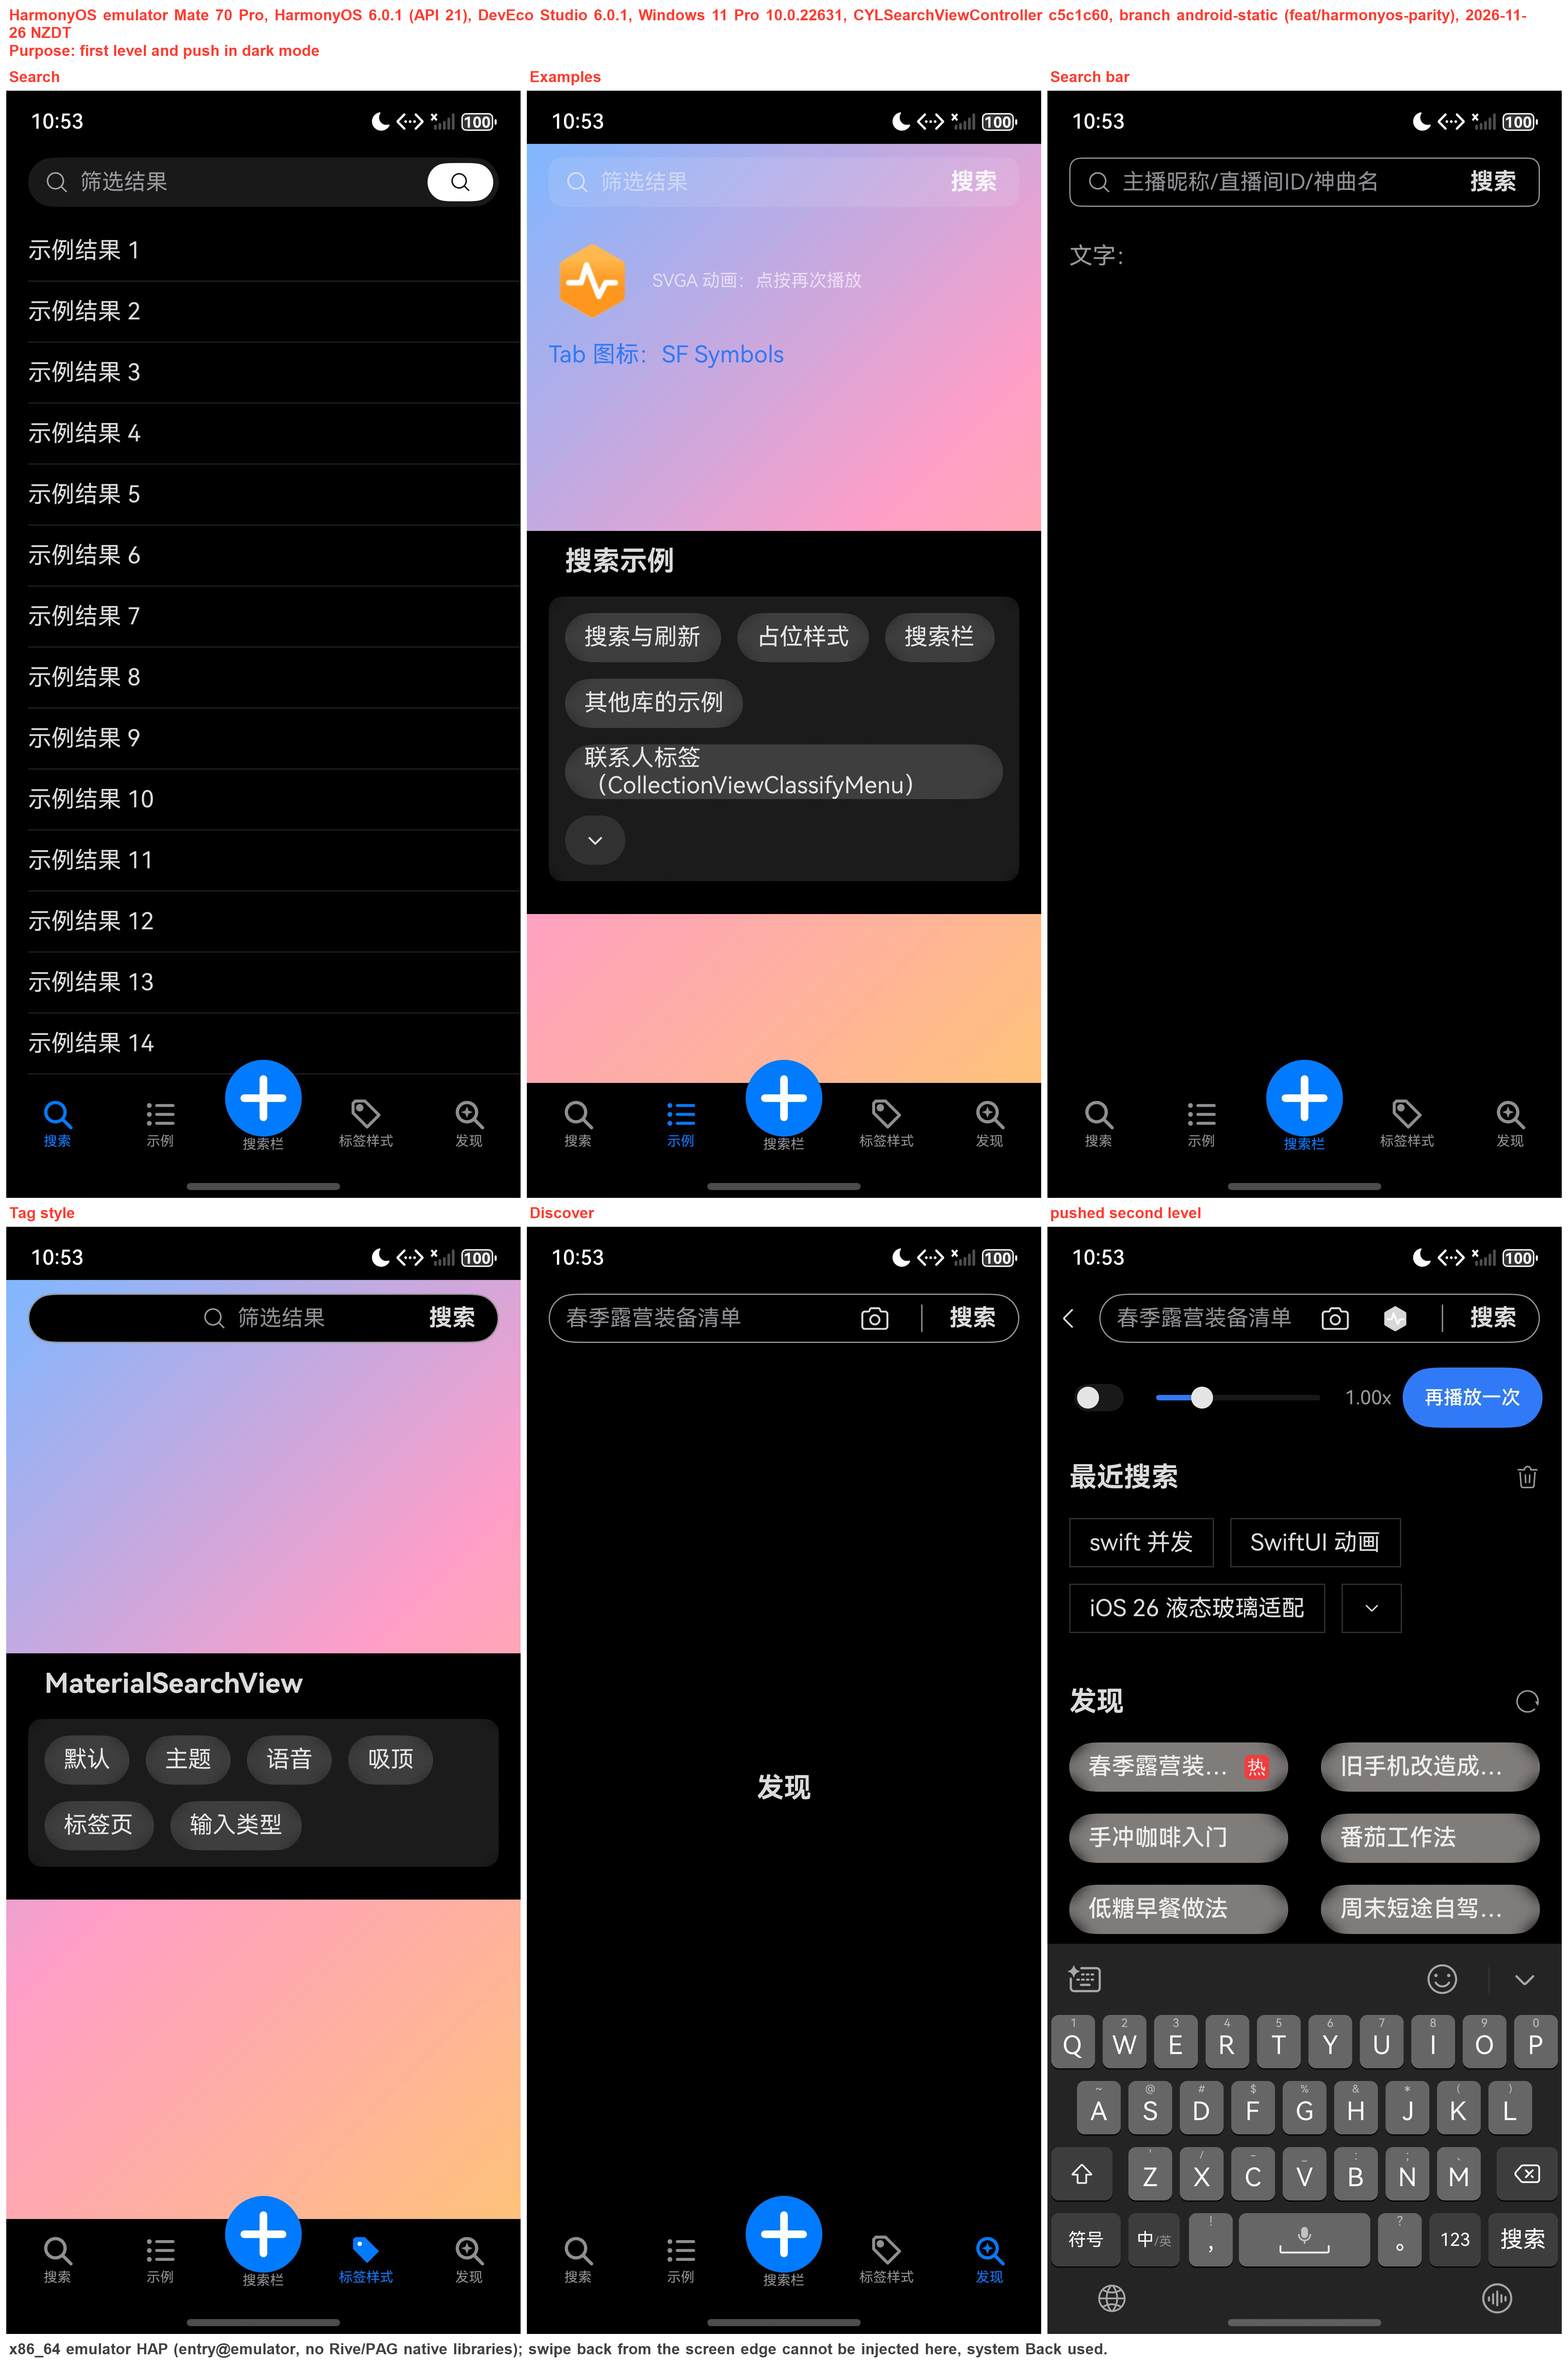 HarmonyOS emulator Mate 70 Pro, HarmonyOS 6.0.1 (API 21), DevEco Studio 6.0.1, Windows 11 Pro 10.0.22631, CYLSearchViewController c5c1c60, branch android-static (feat/harmonyos-parity), 2026-11-
26 NZDT
Purpose: first level and push in dark mode
Search
10:53
100
筛选结果
示例结果 1
示例结果 2
示例结果 3
示例结果 4
示例结果 5
示例结果 6
示例结果 7
示例结果 8
示例结果 9
示例结果 10
示例结果 11
示例结果 12
示例结果 13
示例结果 14
搜索
示例
搜索栏
标签样式
发现
Examples
10:53
100
筛选结果
搜索
SVGA 动画：点按再次播放
Tab 图标：SF Symbols
搜索示例
搜索与刷新
占位样式
搜索栏
其他库的示例
联系人标签
（CollectionViewClassifyMenu）
搜索
示例
搜索栏
标签样式
发现
Search bar
10:53
100
主播昵称/直播间ID/神曲名
搜索
文字：
搜索
示例
搜索栏
标签样式
发现
Tag style
10:53
100
筛选结果
搜索
MaterialSearchView
默认
主题
语音
吸顶
标签页
输入类型
搜索
示例
搜索栏
标签样式
发现
Discover
10:53
100
春季露营装备清单
搜索
发现
搜索
示例
搜索栏
标签样式
发现
pushed second level
10:53
100
春季露营装备清单
搜索
1.00x
再播放一次
最近搜索
swift 并发
SwiftUI 动画
iOS 26 液态玻璃适配
发现
春季露营装...
热
旧手机改造成...
手冲咖啡入门
番茄工作法
低糖早餐做法
周末短途自驾...
1 2 3 4 5 6 7 8 9 0
Q W E R T Y U I O P
~ @ # $ % & * ( )
A S D F G H J K L
' / – _ : ; 、
Z X C V B N M
! ?
符号 中/英 ， 。 123 搜索
x86_64 emulator HAP (entry@emulator, no Rive/PAG native libraries); swipe back from the screen edge cannot be injected here, system Back used.